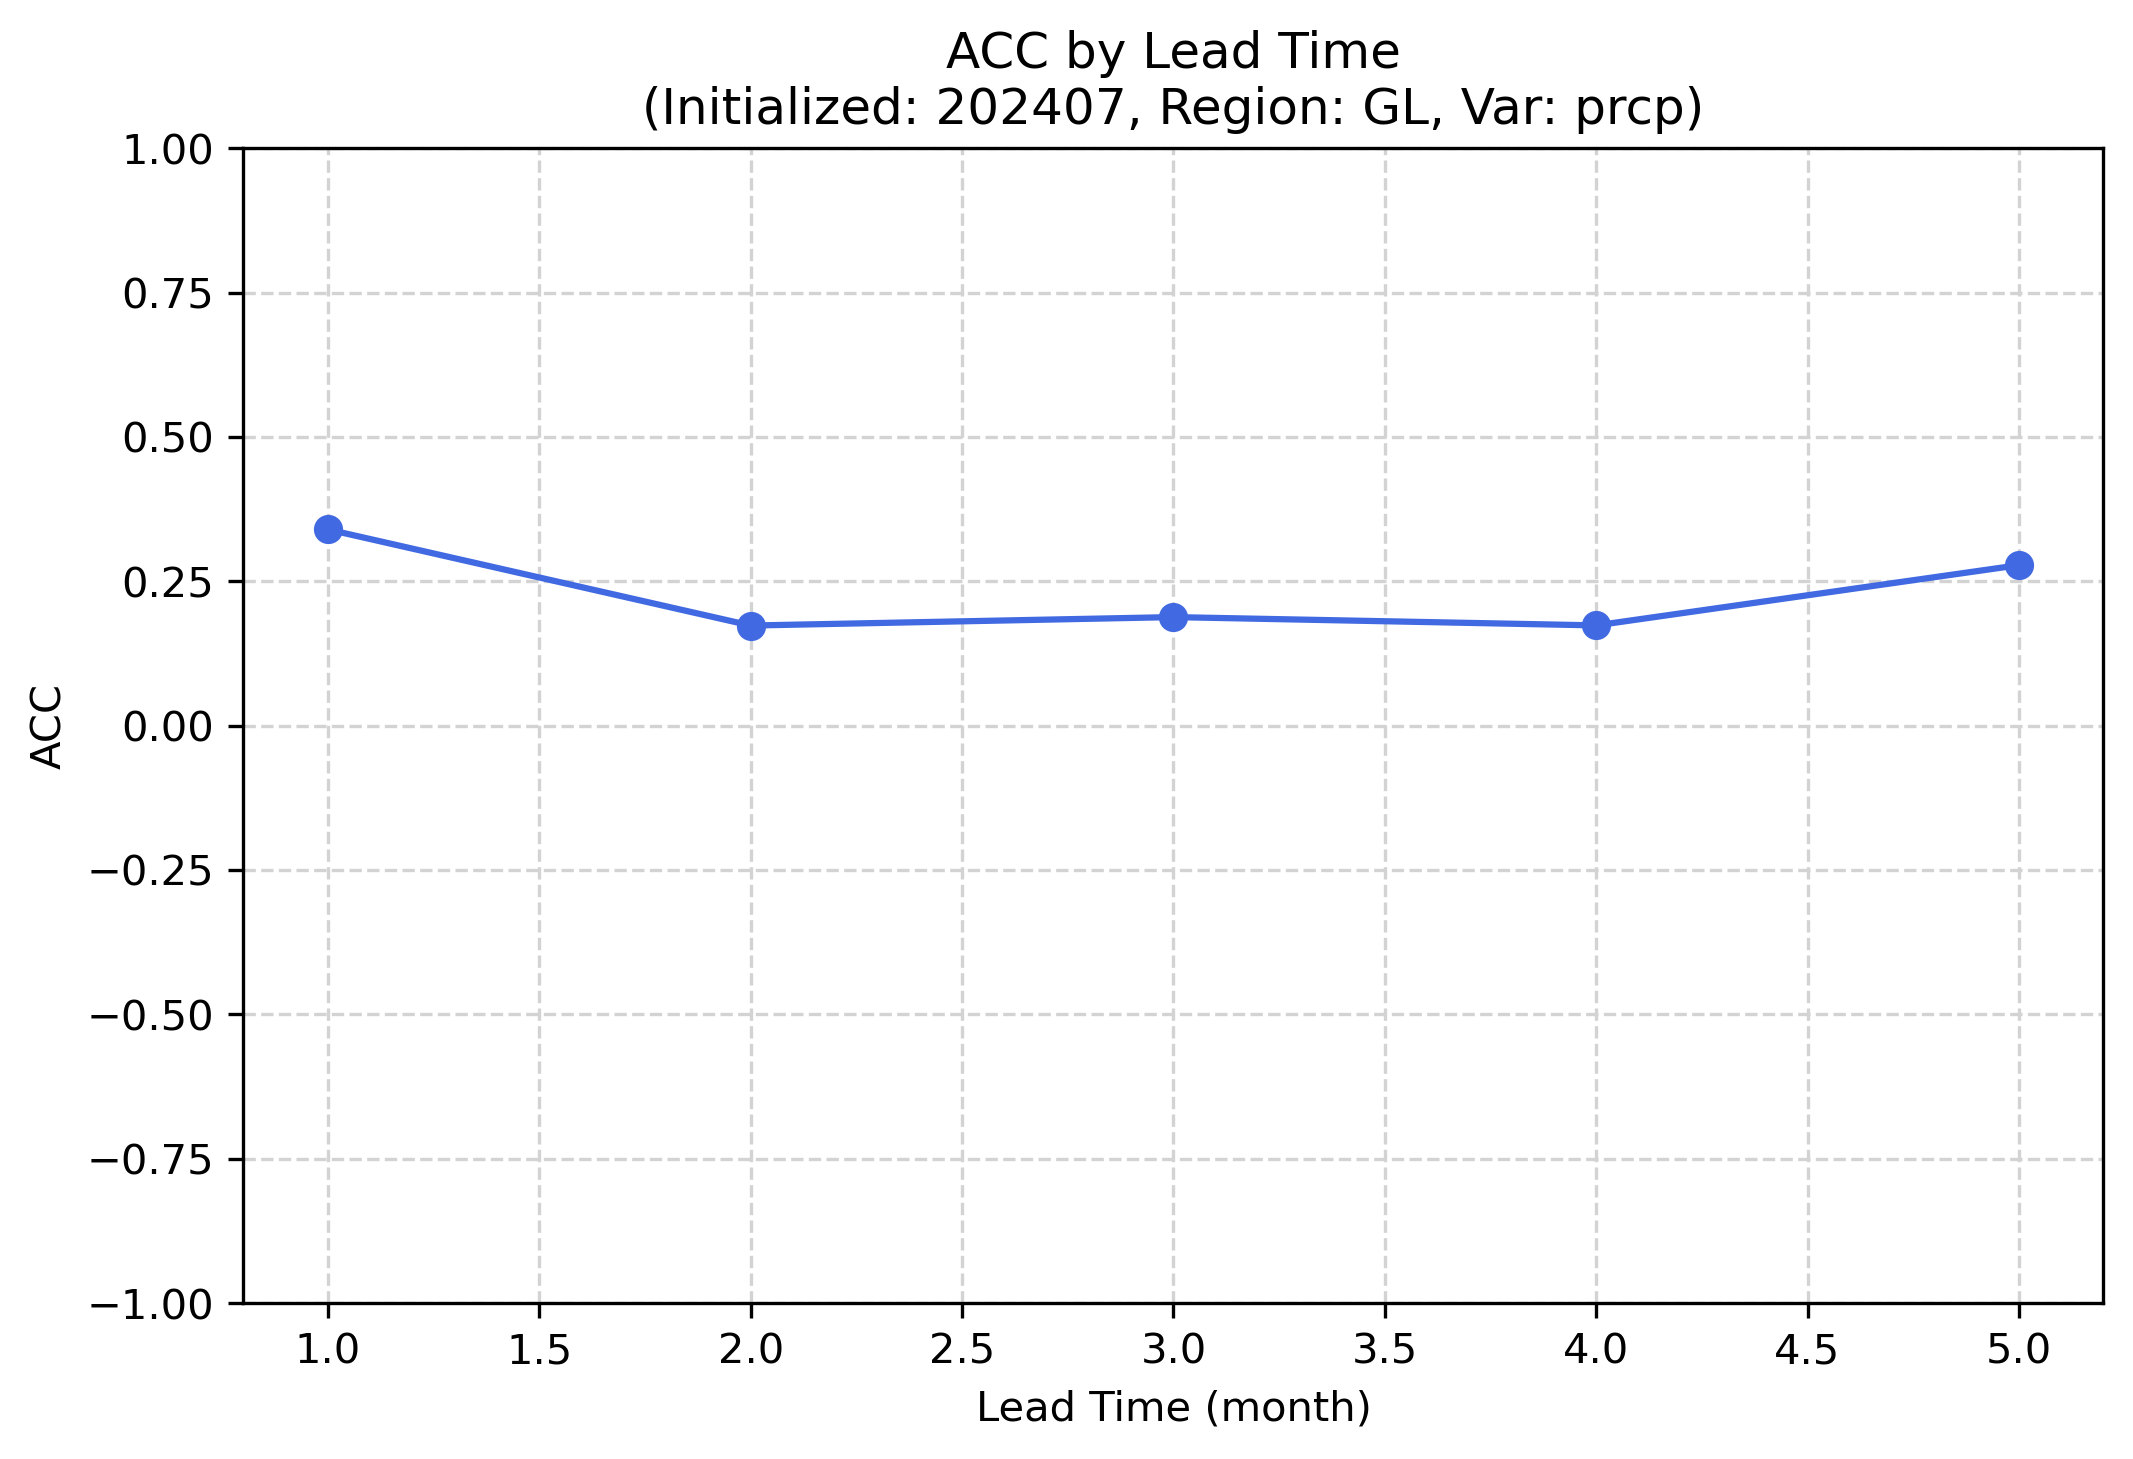 ACC by Lead Time
(Initialized: 202407, Region: GL, Var: prcp)
1.00
0.75
0.50
0.25
0.00
−0.25
−0.50
−0.75
−1.00
ACC
1.0 1.5 2.0 2.5 3.0 3.5 4.0 4.5 5.0
Lead Time (month)